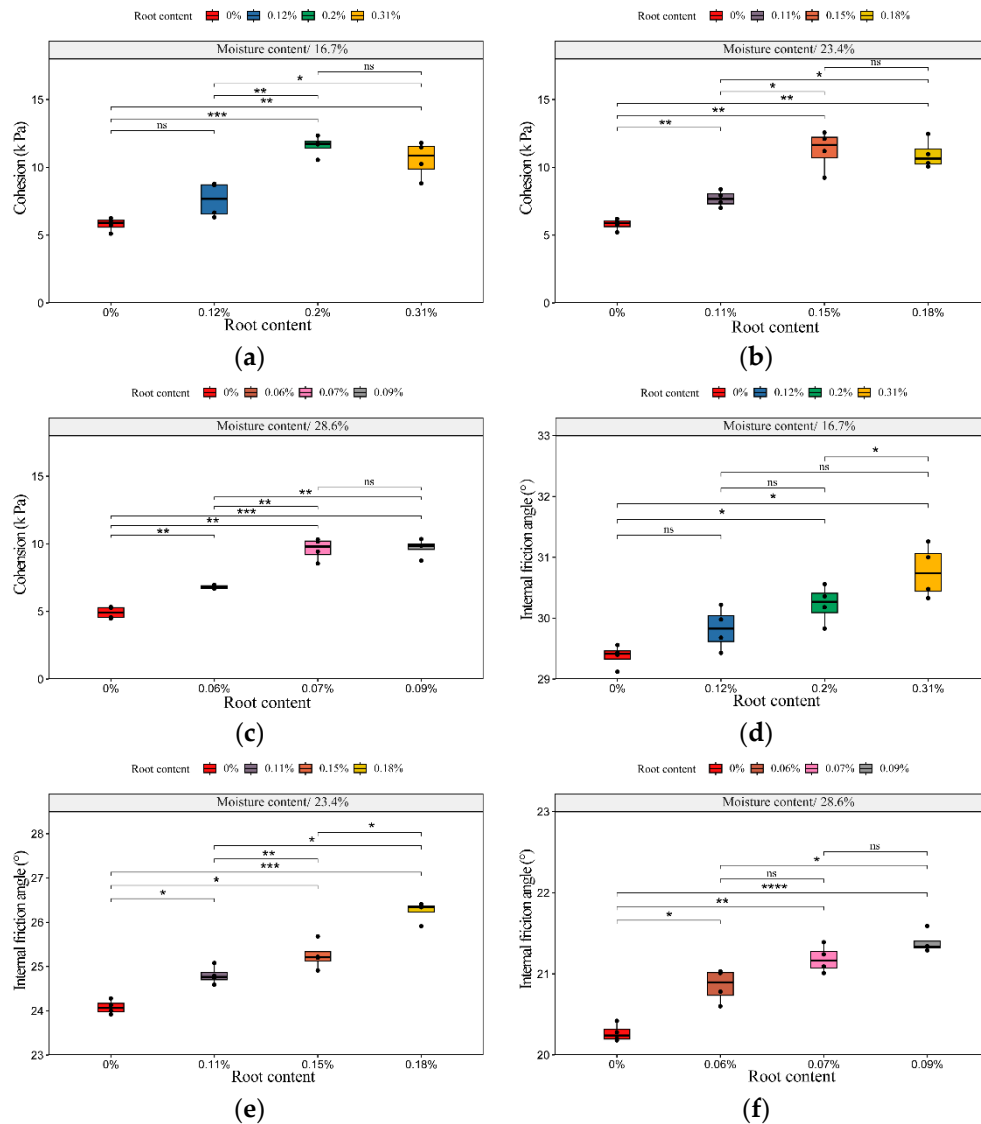 Root content 0% 0.12% 0.2% 0.31%
Moisture content/ 16.7%
Cohesion (k Pa)
15
10
5
0
ns
*
**
**
***
ns
0% 0.12% 0.2% 0.31%
Root content
(a)
Root content 0% 0.11% 0.15% 0.18%
Moisture content/ 23.4%
Cohesion (k Pa)
15
10
5
0
ns
*
*
**
**
**
0% 0.11% 0.15% 0.18%
Root content
(b)
Root content 0% 0.06% 0.07% 0.09%
Moisture content/ 28.6%
Cohension (k Pa)
15
10
5
0
ns
**
**
***
**
**
0% 0.06% 0.07% 0.09%
Root content
(c)
Root content 0% 0.12% 0.2% 0.31%
Moisture content/ 16.7%
Internal friction angle (°)
33
32
31
30
29
*
ns
ns
*
*
ns
0% 0.12% 0.2% 0.31%
Root content
(d)
Root content 0% 0.11% 0.15% 0.18%
Moisture content/ 23.4%
Internal friction angle (°)
28
27
26
25
24
23
*
*
**
***
*
*
0% 0.11% 0.15% 0.18%
Root content
(e)
Root content 0% 0.06% 0.07% 0.09%
Moisture content/ 28.6%
Internal friciton angle (°)
23
22
21
20
ns
*
ns
****
**
*
0% 0.06% 0.07% 0.09%
Root content
(f)